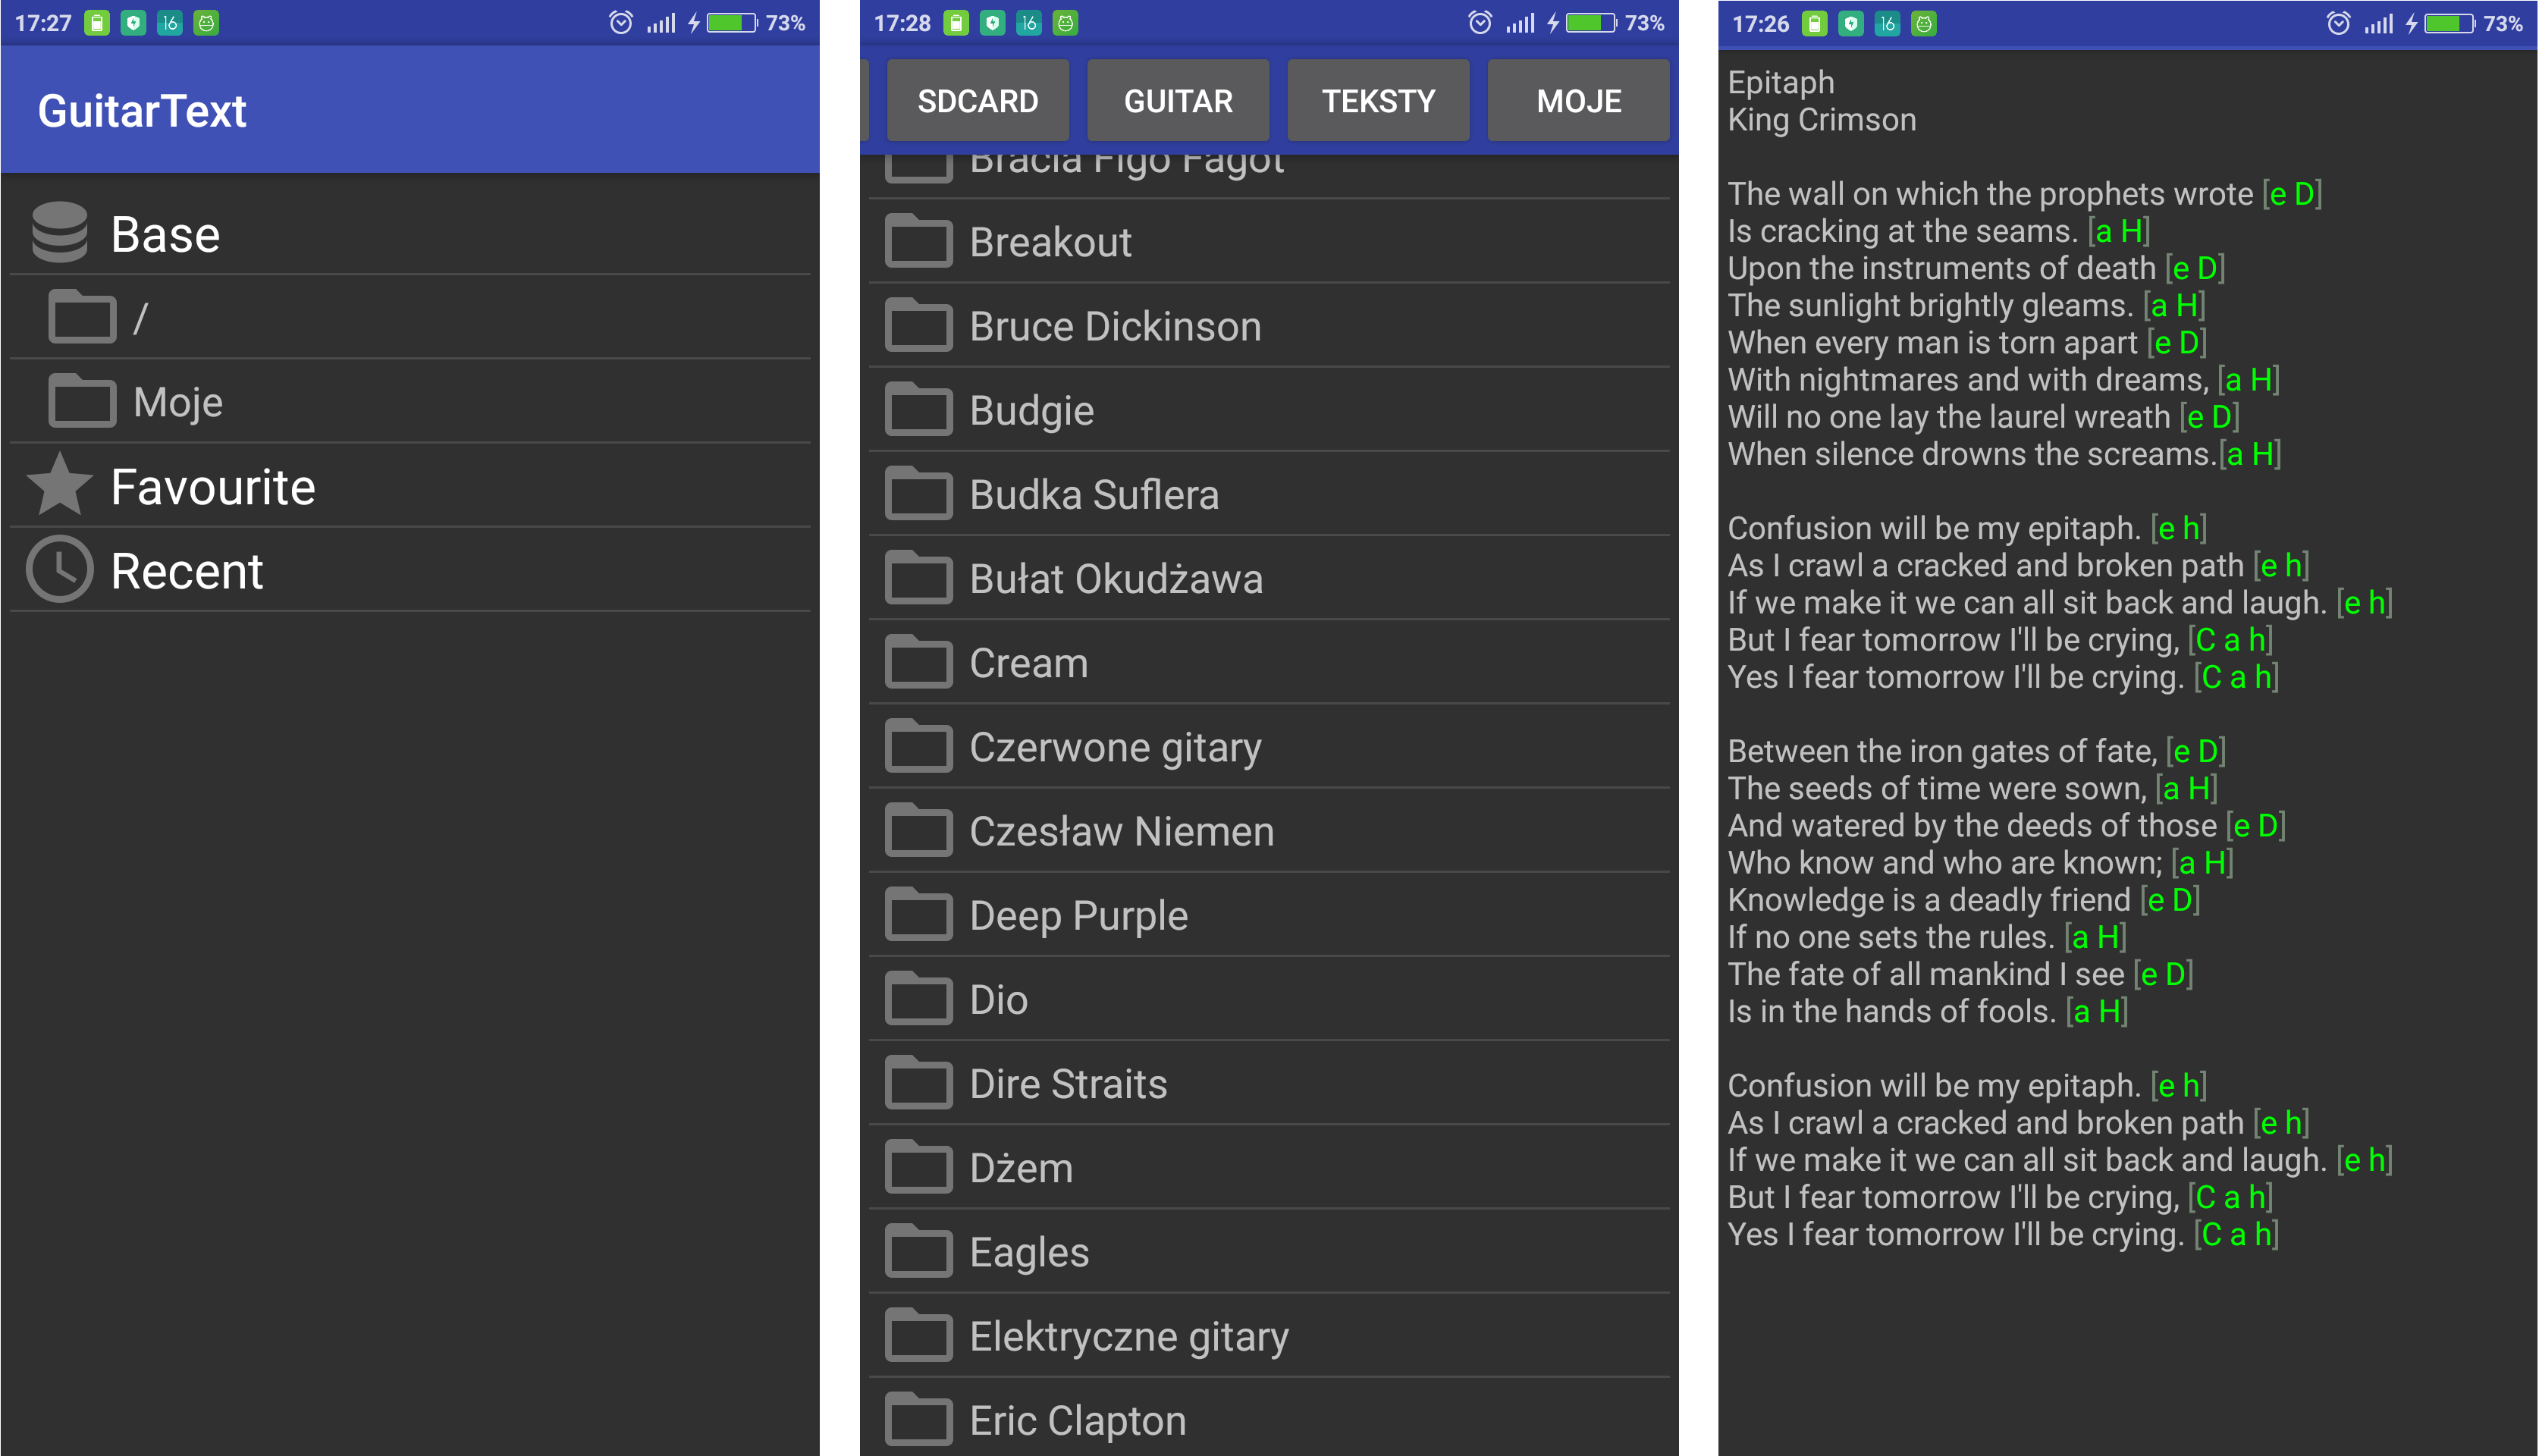 17:27 16 73%
GuitarText
Base
/
Moje
Favourite
Recent
17:28 16 73%
SDCARD GUITAR TEKSTY MOJE
Bracia Figo Fagot
Breakout
Bruce Dickinson
Budgie
Budka Suflera
Bułat Okudżawa
Cream
Czerwone gitary
Czesław Niemen
Deep Purple
Dio
Dire Straits
Dżem
Eagles
Elektryczne gitary
Eric Clapton
17:26 16 73%
Epitaph
King Crimson
The wall on which the prophets wrote [e D]
Is cracking at the seams. [a H]
Upon the instruments of death [e D]
The sunlight brightly gleams. [a H]
When every man is torn apart [e D]
With nightmares and with dreams, [a H]
Will no one lay the laurel wreath [e D]
When silence drowns the screams.[a H]
Confusion will be my epitaph. [e h]
As I crawl a cracked and broken path [e h]
If we make it we can all sit back and laugh. [e h]
But I fear tomorrow I'll be crying, [C a h]
Yes I fear tomorrow I'll be crying. [C a h]
Between the iron gates of fate, [e D]
The seeds of time were sown, [a H]
And watered by the deeds of those [e D]
Who know and who are known; [a H]
Knowledge is a deadly friend [e D]
If no one sets the rules. [a H]
The fate of all mankind I see [e D]
Is in the hands of fools. [a H]
Confusion will be my epitaph. [e h]
As I crawl a cracked and broken path [e h]
If we make it we can all sit back and laugh. [e h]
But I fear tomorrow I'll be crying, [C a h]
Yes I fear tomorrow I'll be crying. [C a h]